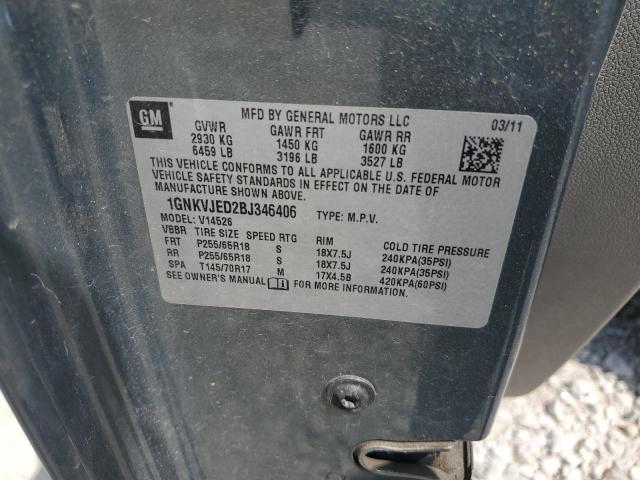 GM MFD BY GENERAL MOTORS LLC 03/11
GVWR GAWR FRT GAWR RR
2930 KG 1450 KG 1600 KG
6459 LB 3196 LB 3527 LB
THIS VEHICLE CONFORMS TO ALL APPLICABLE U.S. FEDERAL MOTOR
VEHICLE SAFETY STANDARDS IN EFFECT ON THE DATE OF
MANUFACTURE SHOWN ABOVE.
1GNKVJED2BJ346406 TYPE: M.P.V.
MODEL: V14526
VBBR TIRE SIZE SPEED RTG RIM COLD TIRE PRESSURE
FRT P255/65R18 S 18X7.5J 240KPA(35PSI)
RR P255/65R18 S 18X7.5J 240KPA(35PSI)
SPA T145/70R17 M 17X4.5B 420KPA(60PSI)
SEE OWNER'S MANUAL FOR MORE INFORMATION.